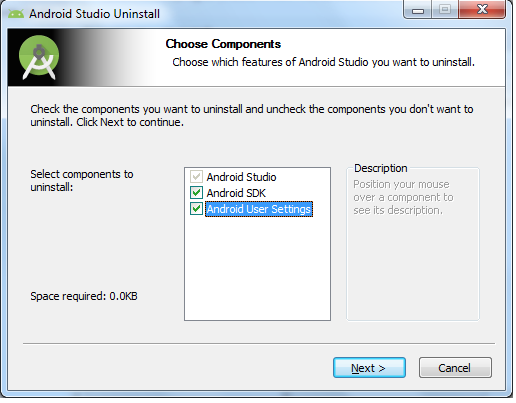 Android Studio Uninstall
Choose Components
Choose which features of Android Studio you want to uninstall.
Check the components you want to uninstall and uncheck the components you don't want to
uninstall. Click Next to continue.
Select components to
uninstall:
Android Studio
Android SDK
Android User Settings
Description
Position your mouse
over a component to
see its description.
Space required: 0.0KB
Next >
Cancel